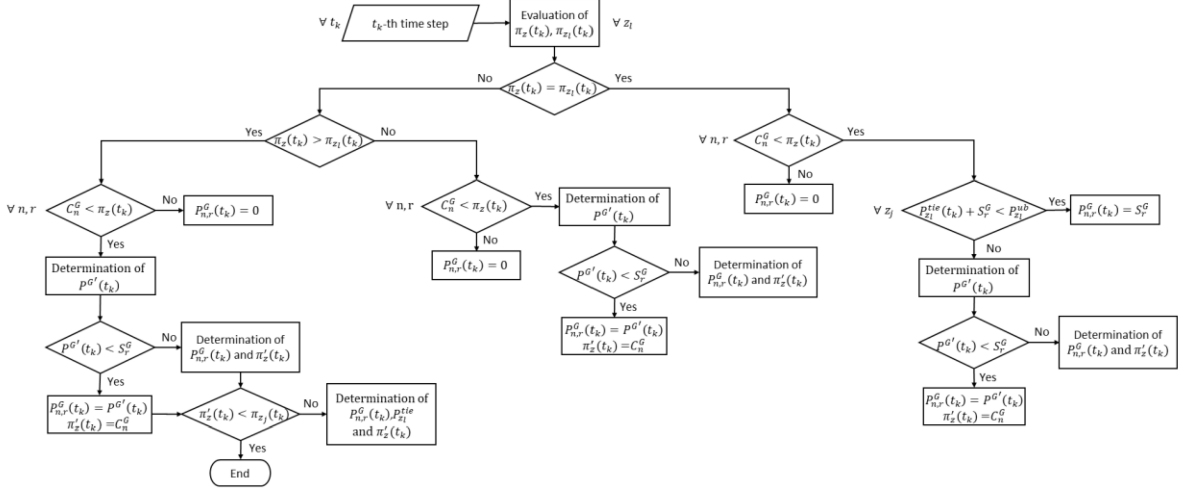 ∀ t_k
t_k-th time step
Evaluation of
π_z(t_k), π_{z_l}(t_k)
∀ z_l
No
π_z(t_k) = π_{z_l}(t_k)
Yes
Yes
π_z(t_k) > π_{z_l}(t_k)
No
∀ n, r
C_n^G < π_z(t_k)
Yes
No
P_{n,r}^G(t_k) = 0
∀ n, r
C_n^G < π_z(t_k)
No
P_{n,r}^G(t_k) = 0
Yes
Determination of
P^{G'}(t_k)
∀ n, r
C_n^G < π_z(t_k)
Yes
Determination of
P^{G'}(t_k)
No
P_{n,r}^G(t_k) = 0
∀ z_j
P_{z_l}^{tie}(t_k) + S_r^G < P_{z_l}^{ub}
Yes
P_{n,r}^G(t_k) = S_r^G
No
Determination of
P^{G'}(t_k)
P^{G'}(t_k) < S_r^G
No
Determination of
P_{n,r}^G(t_k) and π'_z(t_k)
Yes
P_{n,r}^G(t_k) = P^{G'}(t_k)
π'_z(t_k) =C_n^G
P^{G'}(t_k) < S_r^G
No
Determination of
P_{n,r}^G(t_k) and π'_z(t_k)
Yes
P_{n,r}^G(t_k) = P^{G'}(t_k)
π'_z(t_k) =C_n^G
P^{G'}(t_k) < S_r^G
No
Determination of
P_{n,r}^G(t_k) and π'_z(t_k)
Yes
P_{n,r}^G(t_k) = P^{G'}(t_k)
π'_z(t_k) =C_n^G
π'_z(t_k) < π_{z_j}(t_k)
No
Determination of
P_{n,r}^G(t_k),P_{z_l}^{tie}
and π'_z(t_k)
Yes
End